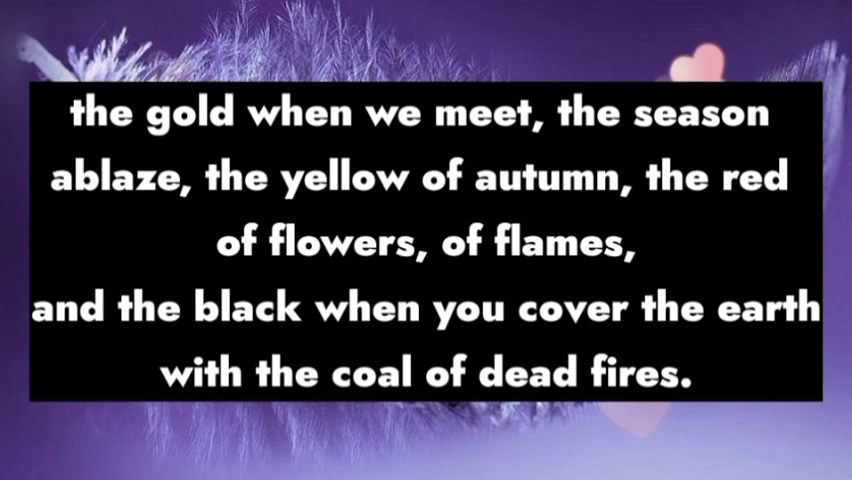 the gold when we meet, the season
ablaze, the yellow of autumn, the red
of flowers, of flames,
and the black when you cover the earth
with the coal of dead fires.